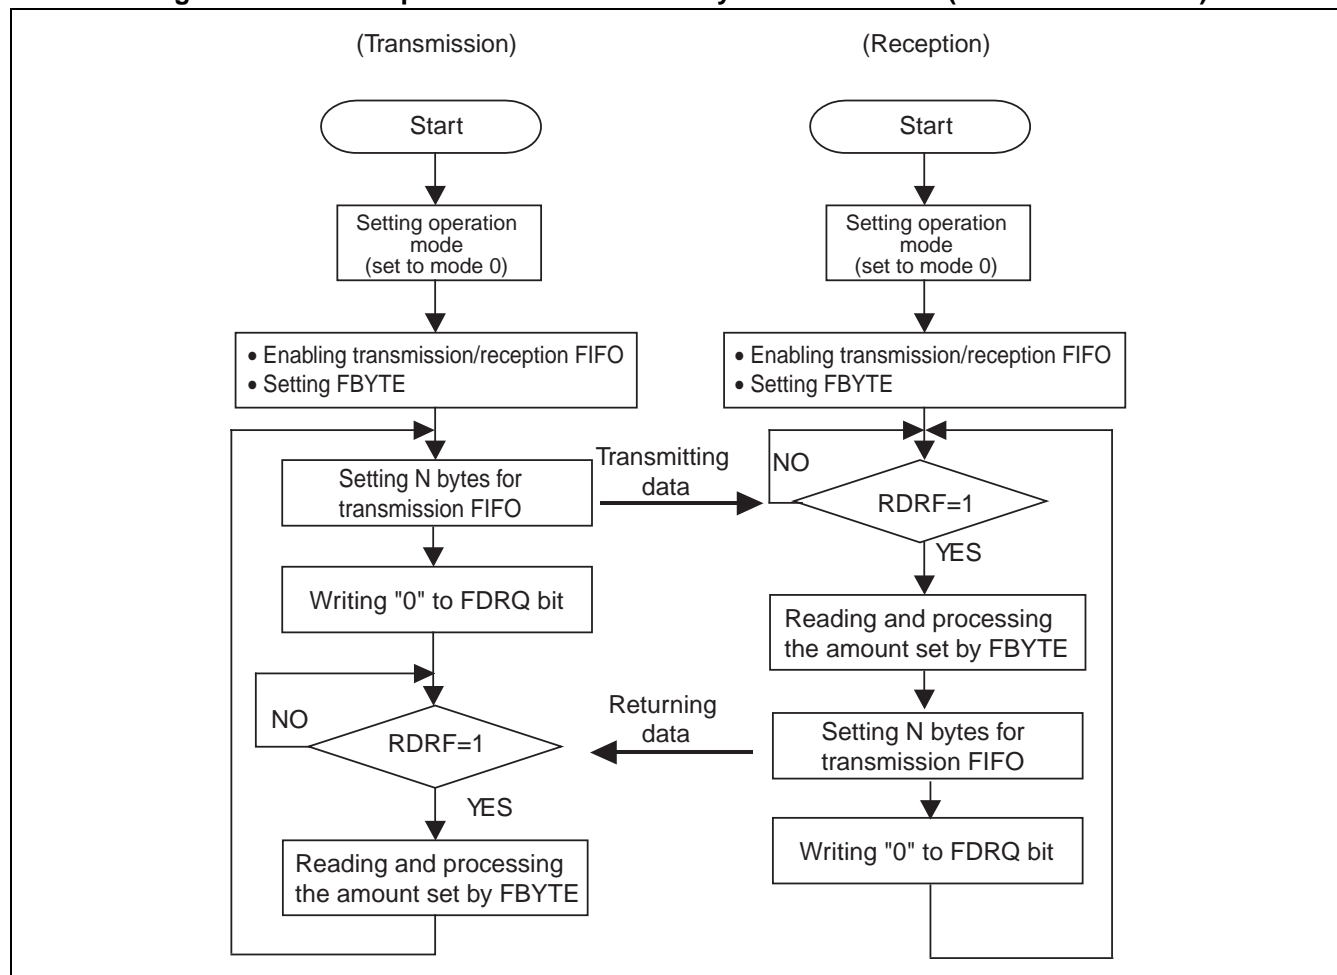 (Transmission)
(Reception)
Start
Start
Setting operation
mode
(set to mode 0)
Setting operation
mode
(set to mode 0)
• Enabling transmission/reception FIFO
• Setting FBYTE
• Enabling transmission/reception FIFO
• Setting FBYTE
Setting N bytes for
transmission FIFO
Transmitting
data
NO
RDRF=1
YES
Writing "0" to FDRQ bit
Reading and processing
the amount set by FBYTE
NO
RDRF=1
YES
Returning
data
Setting N bytes for
transmission FIFO
Reading and processing
the amount set by FBYTE
Writing "0" to FDRQ bit